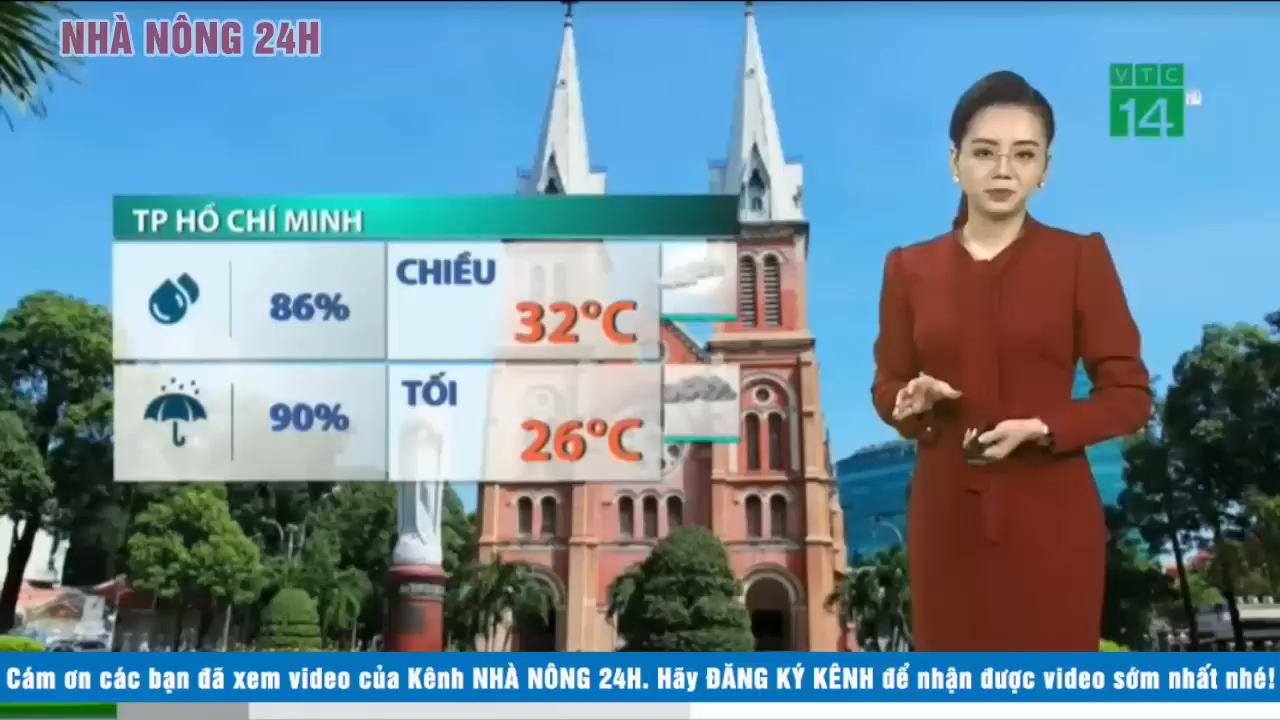 NHÀ NÔNG 24H
VTC
14
TP HỒ CHÍ MINH
86%
CHIỀU
32°C
90%
TỐI
26°C
Cám ơn các bạn đã xem video của Kênh NHÀ NÔNG 24H. Hãy ĐĂNG KÝ KÊNH để nhận được video sớm nhất nhé!